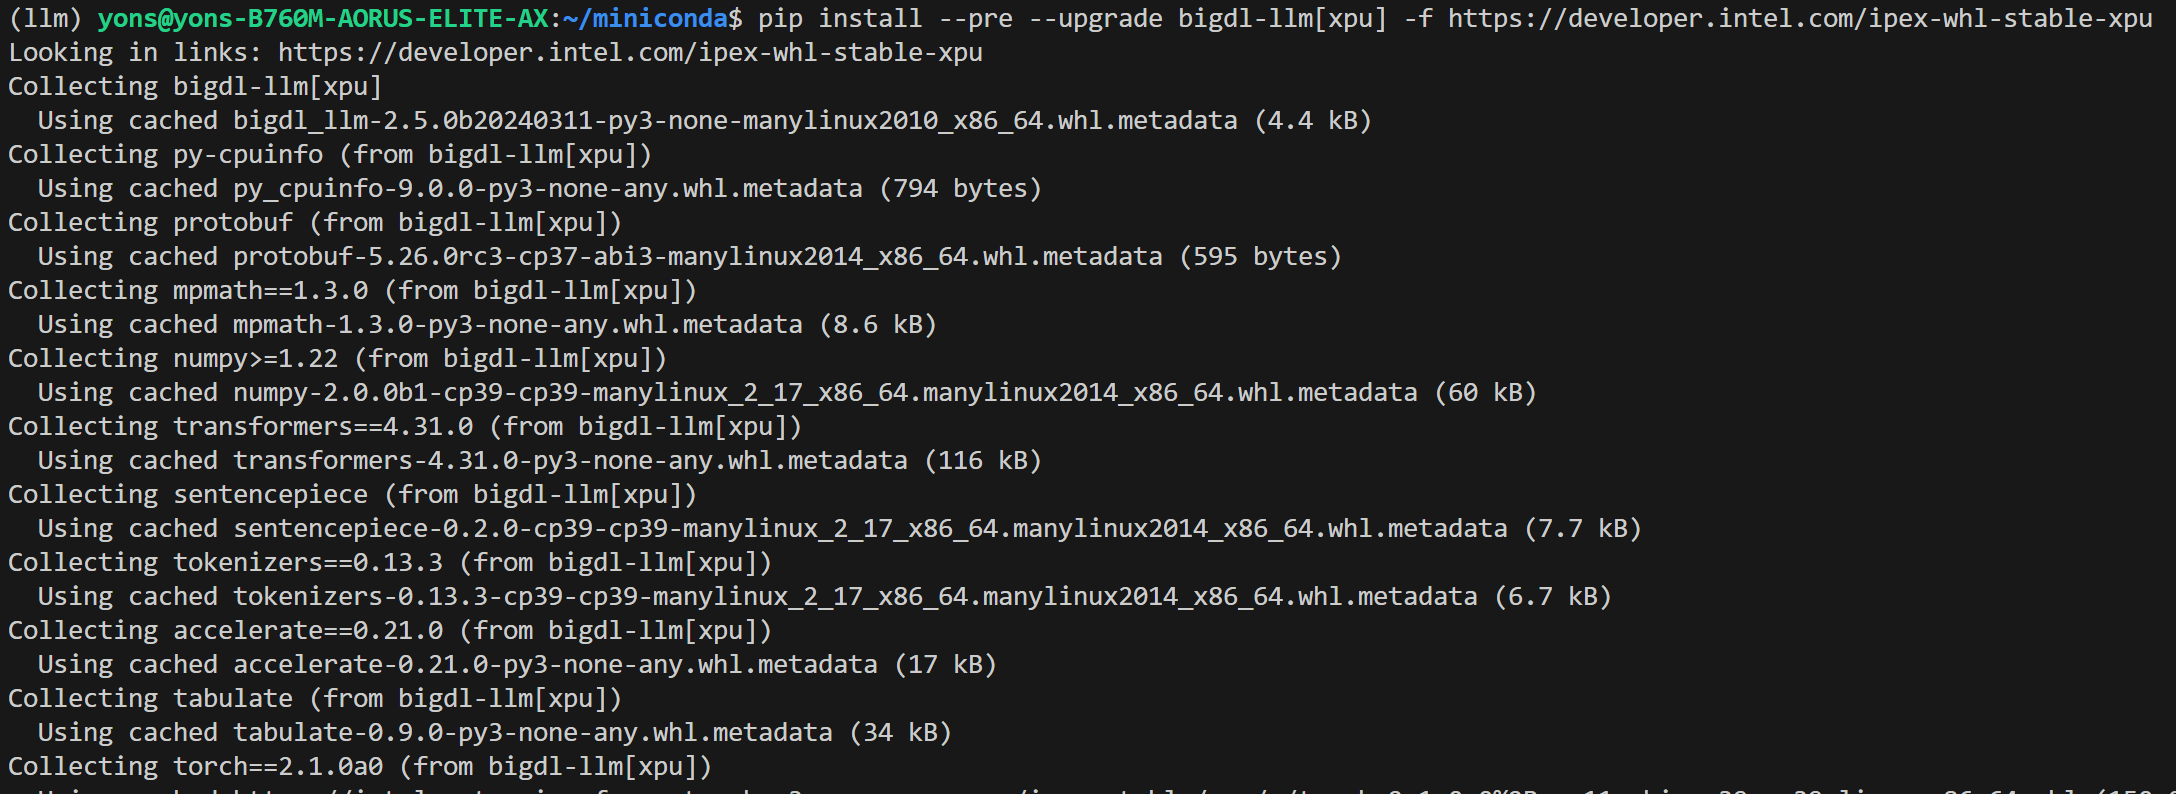 (llm) yons@yons-B760M-AORUS-ELITE-AX:~/miniconda$ pip install --pre --upgrade bigdl-llm[xpu] -f https://developer.intel.com/ipex-whl-stable-xpu
Looking in links: https://developer.intel.com/ipex-whl-stable-xpu
Collecting bigdl-llm[xpu]
  Using cached bigdl_llm-2.5.0b20240311-py3-none-manylinux2010_x86_64.whl.metadata (4.4 kB)
Collecting py-cpuinfo (from bigdl-llm[xpu])
  Using cached py_cpuinfo-9.0.0-py3-none-any.whl.metadata (794 bytes)
Collecting protobuf (from bigdl-llm[xpu])
  Using cached protobuf-5.26.0rc3-cp37-abi3-manylinux2014_x86_64.whl.metadata (595 bytes)
Collecting mpmath==1.3.0 (from bigdl-llm[xpu])
  Using cached mpmath-1.3.0-py3-none-any.whl.metadata (8.6 kB)
Collecting numpy>=1.22 (from bigdl-llm[xpu])
  Using cached numpy-2.0.0b1-cp39-cp39-manylinux_2_17_x86_64.manylinux2014_x86_64.whl.metadata (60 kB)
Collecting transformers==4.31.0 (from bigdl-llm[xpu])
  Using cached transformers-4.31.0-py3-none-any.whl.metadata (116 kB)
Collecting sentencepiece (from bigdl-llm[xpu])
  Using cached sentencepiece-0.2.0-cp39-cp39-manylinux_2_17_x86_64.manylinux2014_x86_64.whl.metadata (7.7 kB)
Collecting tokenizers==0.13.3 (from bigdl-llm[xpu])
  Using cached tokenizers-0.13.3-cp39-cp39-manylinux_2_17_x86_64.manylinux2014_x86_64.whl.metadata (6.7 kB)
Collecting accelerate==0.21.0 (from bigdl-llm[xpu])
  Using cached accelerate-0.21.0-py3-none-any.whl.metadata (17 kB)
Collecting tabulate (from bigdl-llm[xpu])
  Using cached tabulate-0.9.0-py3-none-any.whl.metadata (34 kB)
Collecting torch==2.1.0a0 (from bigdl-llm[xpu])